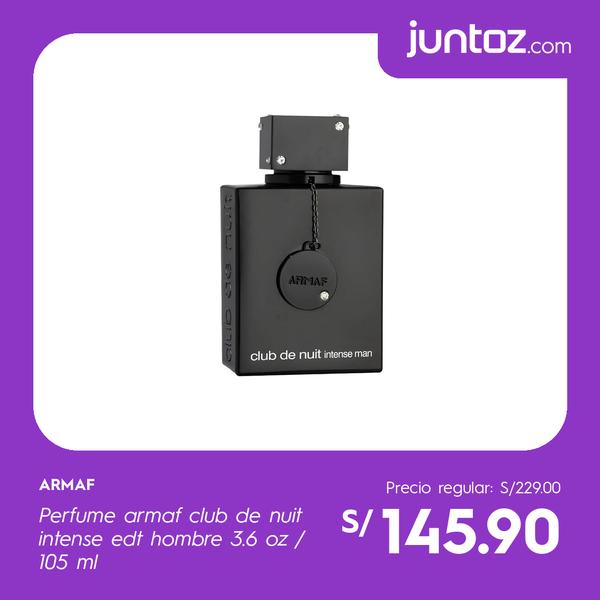 juntoz.com
club de nuit
ARMAF
club de nuit intense man
ARMAF
Perfume armaf club de nuit
intense edt hombre 3.6 oz /
105 ml
Precio regular: S/229.00
S/145.90